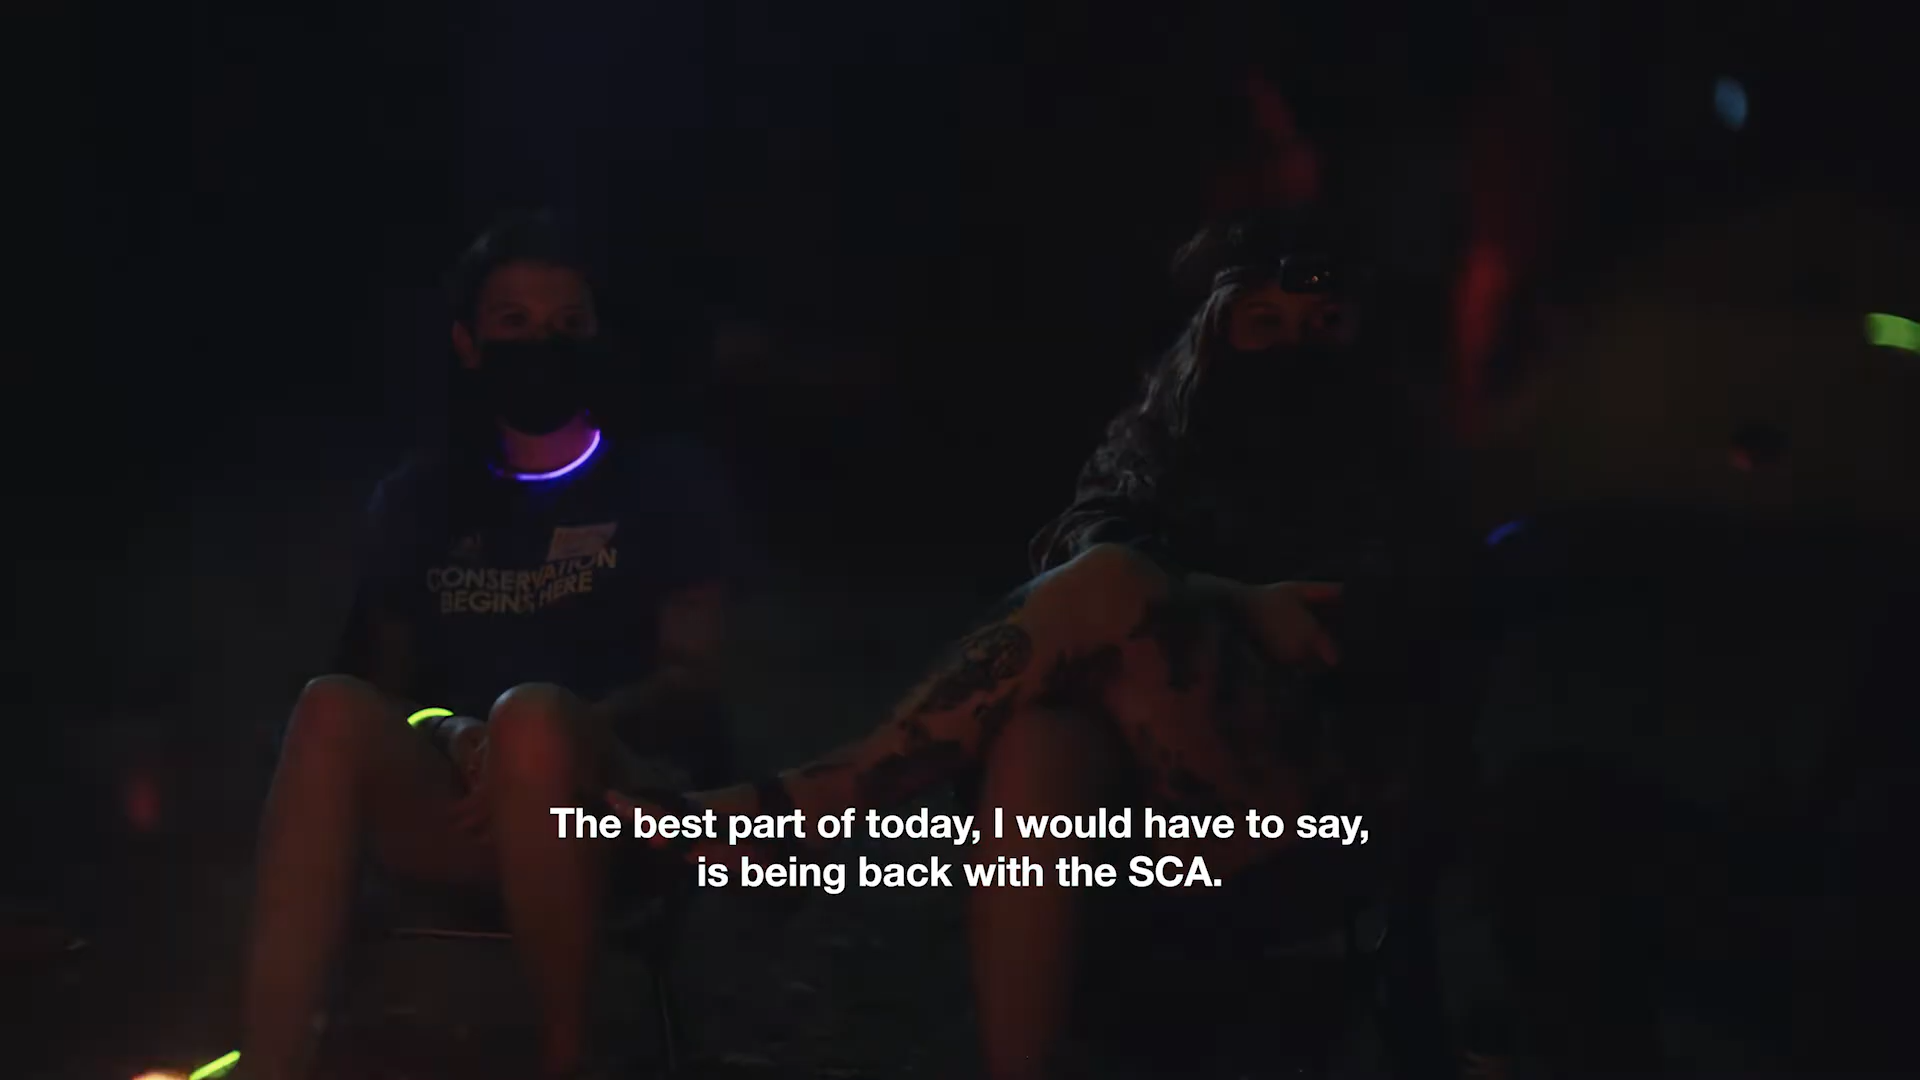 CONSERVATION
BEGINS HERE
The best part of today, I would have to say,
is being back with the SCA.